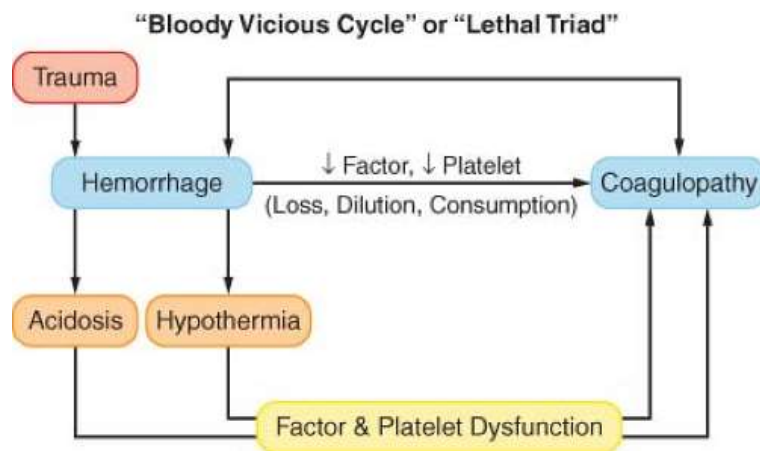 “Bloody Vicious Cycle” or “Lethal Triad”
Trauma
Hemorrhage
↓ Factor, ↓ Platelet
(Loss, Dilution, Consumption)
Coagulopathy
Acidosis
Hypothermia
Factor & Platelet Dysfunction